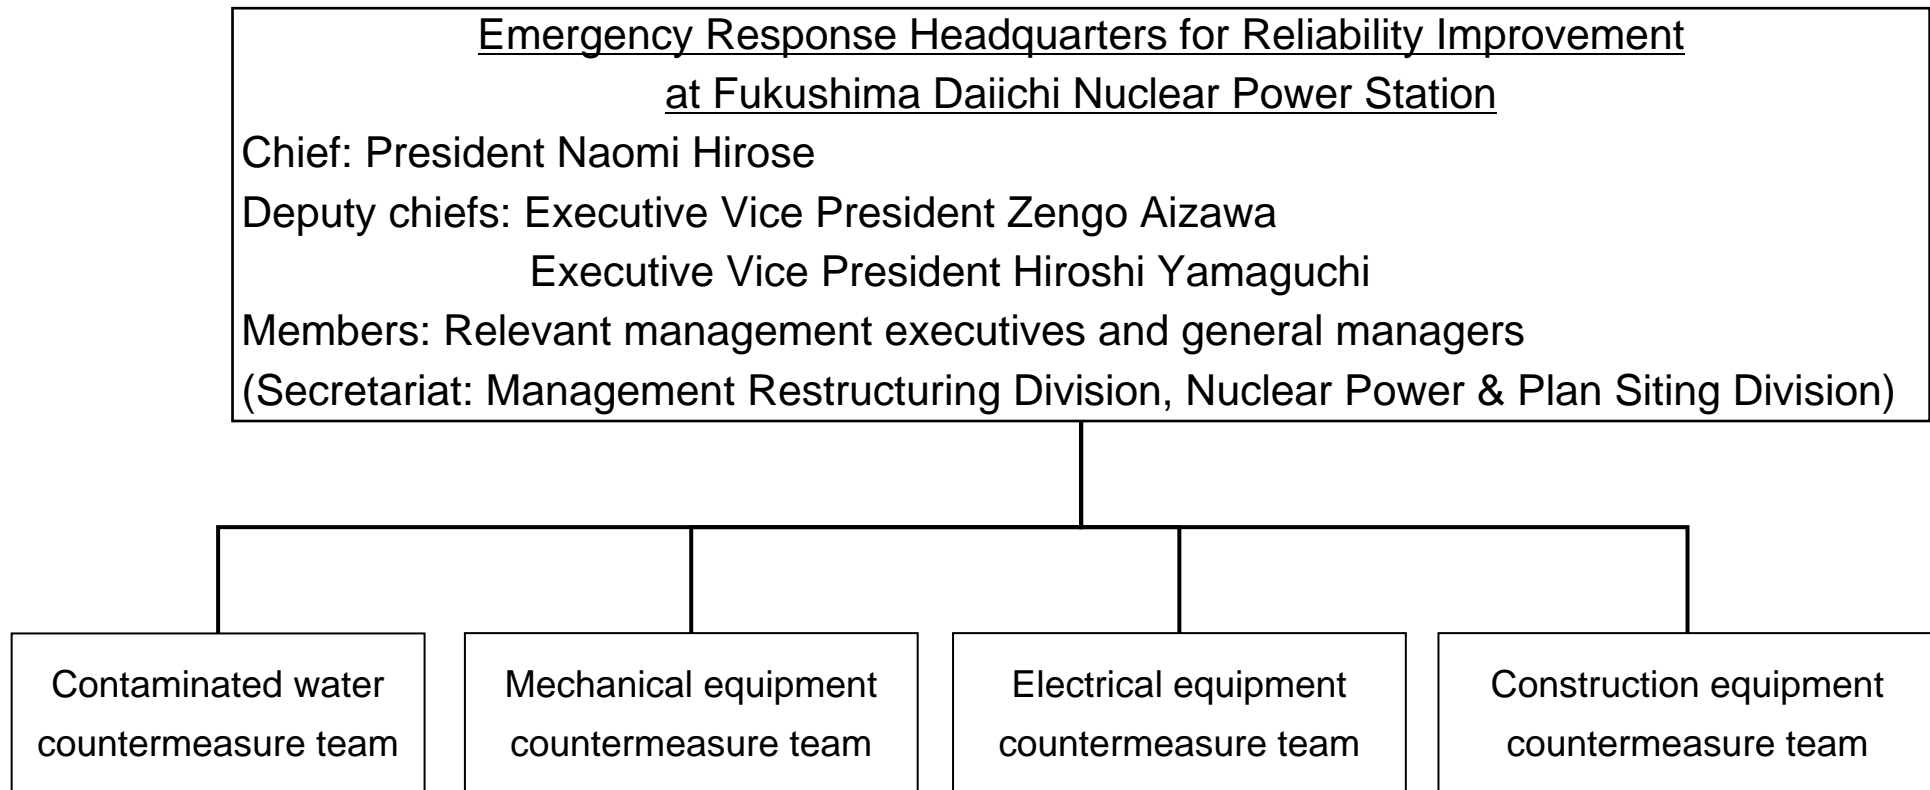 Emergency Response Headquarters for Reliability Improvement
at Fukushima Daiichi Nuclear Power Station
Chief: President Naomi Hirose
Deputy chiefs: Executive Vice President Zengo Aizawa
Executive Vice President Hiroshi Yamaguchi
Members: Relevant management executives and general managers
(Secretariat: Management Restructuring Division, Nuclear Power & Plan Siting Division)
Contaminated water
countermeasure team
Mechanical equipment
countermeasure team
Electrical equipment
countermeasure team
Construction equipment
countermeasure team